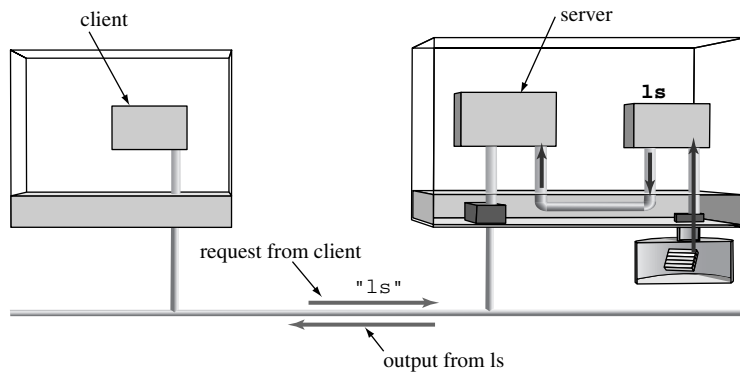 client
server
ls
request from client
"ls"
output from ls